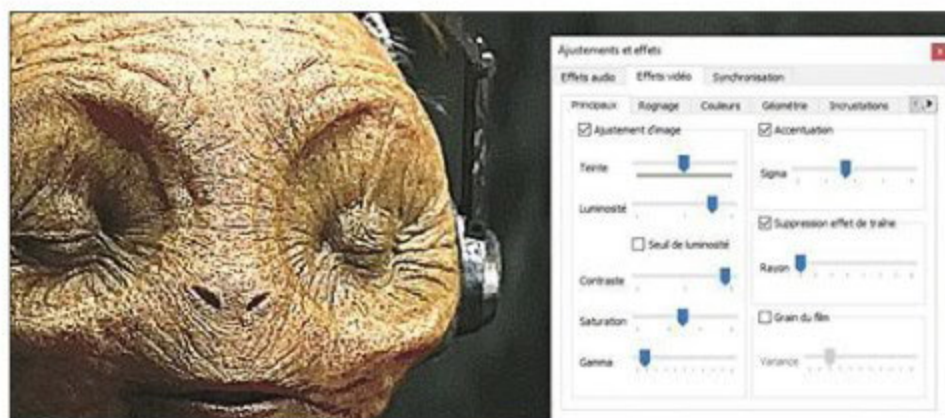 Ajustements et effets
Effets audio Effets vidéo Synchronisation
Principaux Rognage Couleurs Géométrie Incrustations
Ajustement d'image
Teinte
Luminosité
Seuil de luminosité
Contraste
Saturation
Gamma
Accentuation
Sigma
Suppression effet de traîne
Rayon
Grain du film
Variance